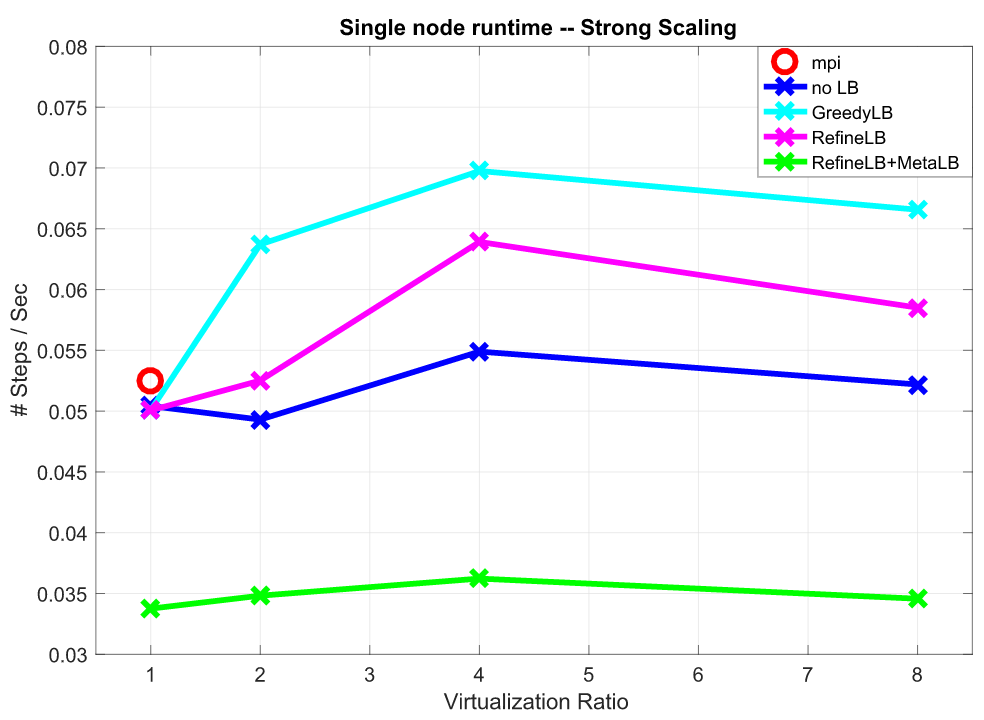 Single node runtime -- Strong Scaling
mpi
no LB
GreedyLB
RefineLB
RefineLB+MetaLB
# Steps / Sec
0.08
0.075
0.07
0.065
0.06
0.055
0.05
0.045
0.04
0.035
0.03
1 2 3 4 5 6 7 8
Virtualization Ratio